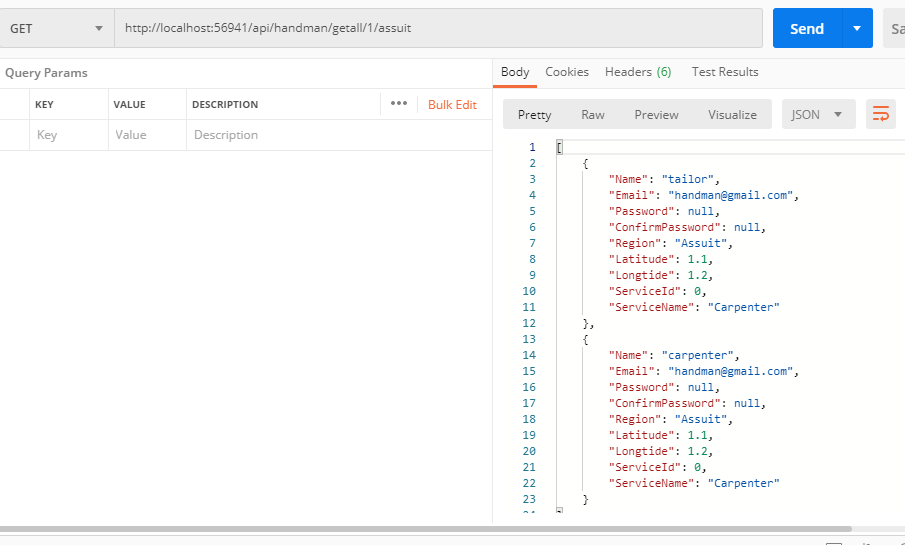 GET http://localhost:56941/api/handman/getall/1/assuit Send
Query Params
KEY VALUE DESCRIPTION ••• Bulk Edit
Key Value Description
Body Cookies Headers (6) Test Results
Pretty Raw Preview Visualize JSON
1 [
2 {
3 "Name": "tailor",
4 "Email": "handman@gmail.com",
5 "Password": null,
6 "ConfirmPassword": null,
7 "Region": "Assuit",
8 "Latitude": 1.1,
9 "Longtide": 1.2,
10 "ServiceId": 0,
11 "ServiceName": "Carpenter"
12 },
13 {
14 "Name": "carpenter",
15 "Email": "handman@gmail.com",
16 "Password": null,
17 "ConfirmPassword": null,
18 "Region": "Assuit",
19 "Latitude": 1.1,
20 "Longtide": 1.2,
21 "ServiceId": 0,
22 "ServiceName": "Carpenter"
23 }
24 ]